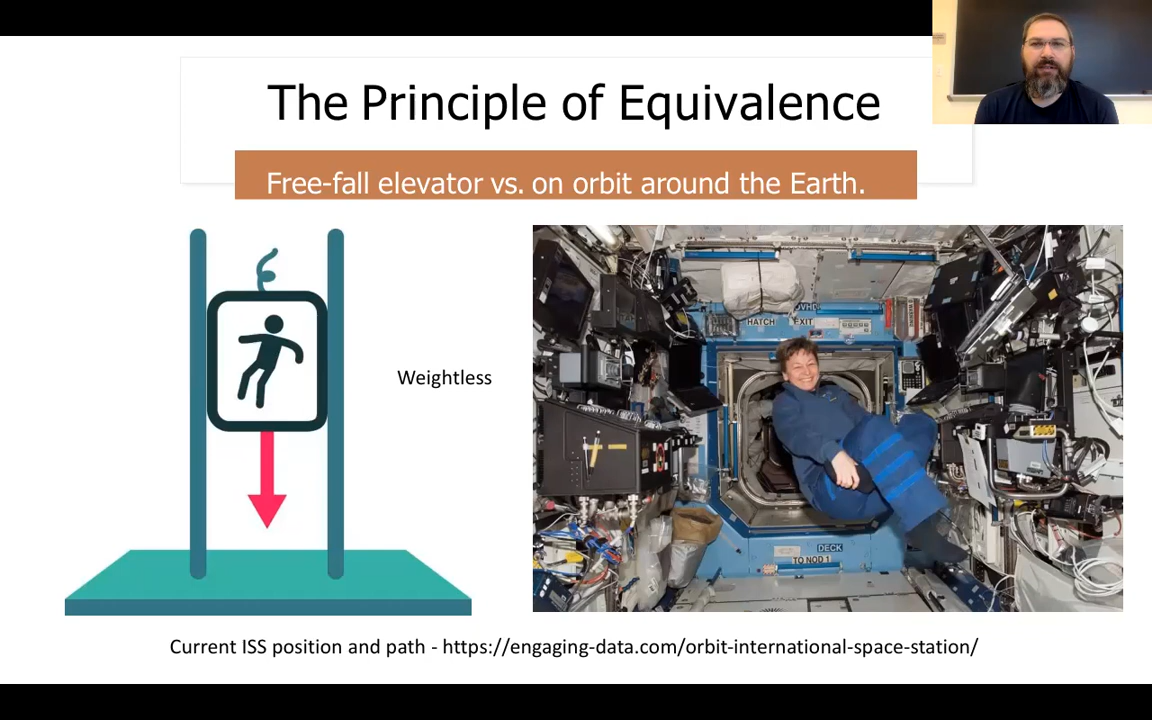 The Principle of Equivalence
Free-fall elevator vs. on orbit around the Earth.
Weightless
HATCH EXIT
DECK
TO NOD 1
Current ISS position and path - https://engaging-data.com/orbit-international-space-station/